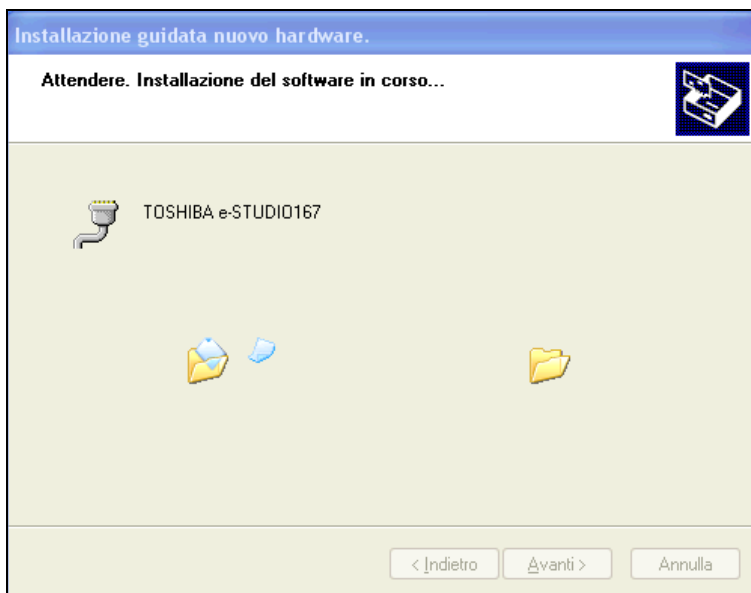 Installazione guidata nuovo hardware.
Attendere. Installazione del software in corso...
TOSHIBA e-STUDIO167
< Indietro
Avanti >
Annulla